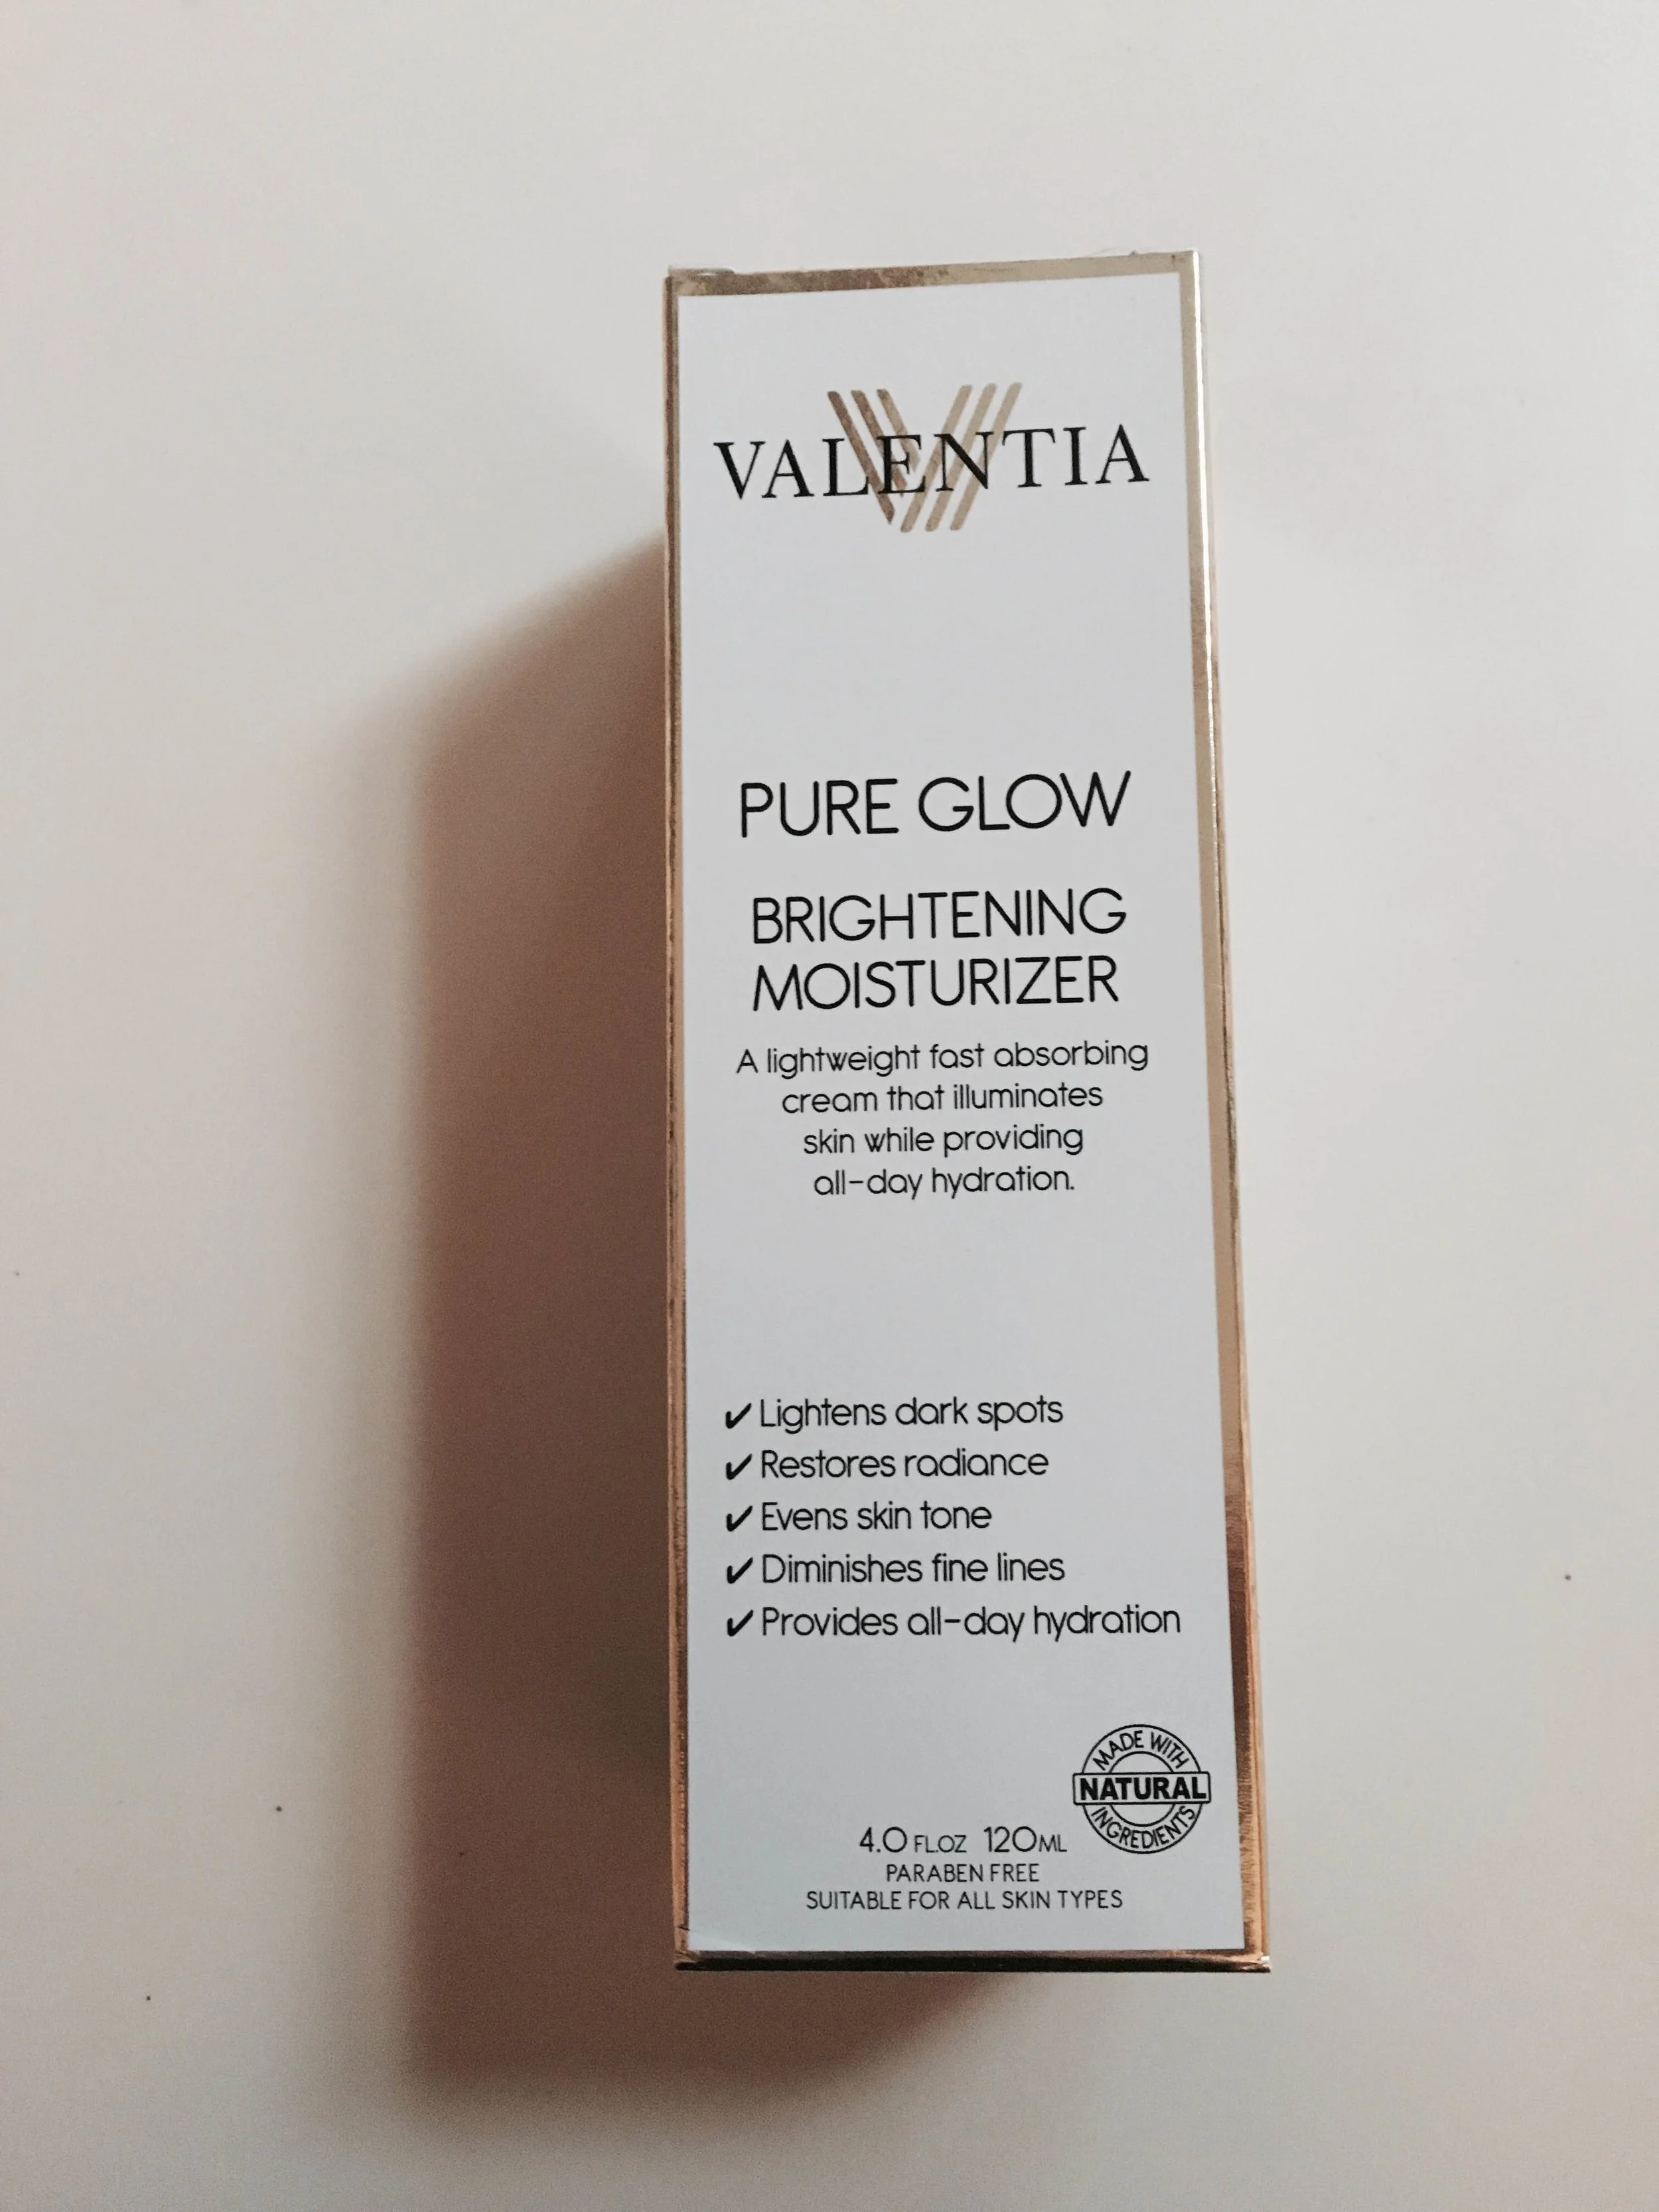 VALENTIA
PURE GLOW
BRIGHTENING
MOISTURIZER
A lightweight fast absorbing
cream that illuminates
skin while providing
all-day hydration.
✔ Lightens dark spots
✔ Restores radiance
✔ Evens skin tone
✔ Diminishes fine lines
✔ Provides all-day hydration
MADE WITH
NATURAL
INGREDIENTS
4.0 FL.OZ 120ML
PARABEN FREE
SUITABLE FOR ALL SKIN TYPES